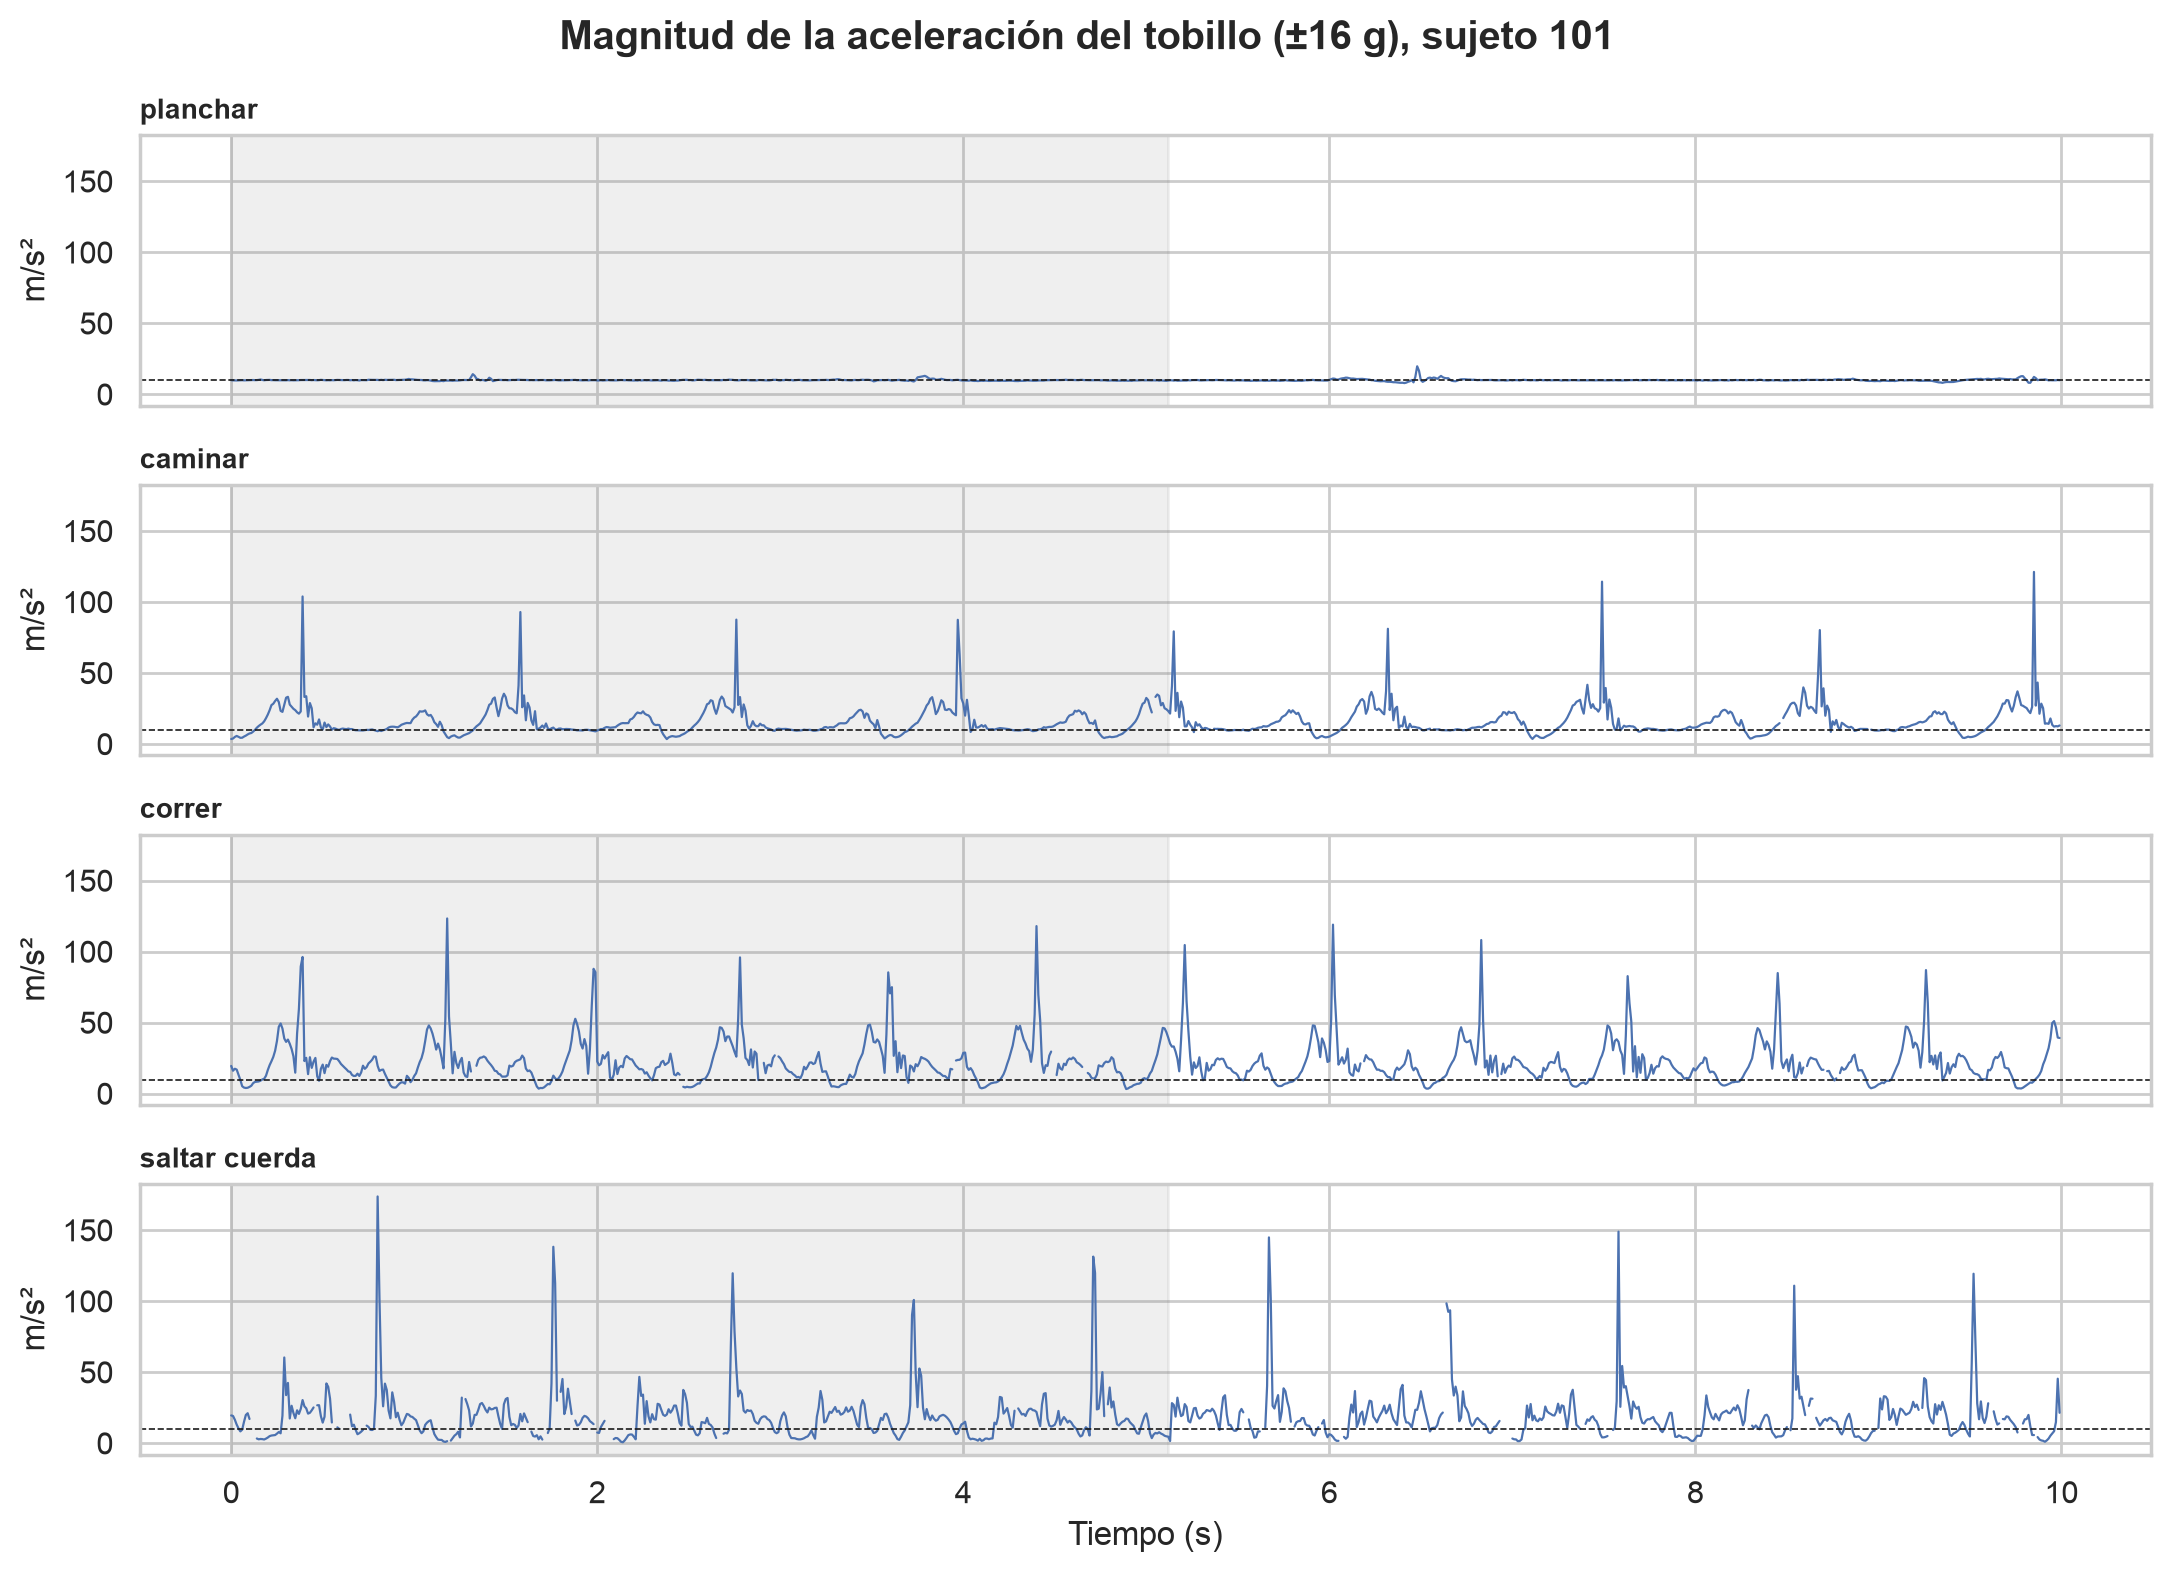 Magnitud de la aceleración del tobillo (±16 g), sujeto 101
planchar
150
100
50
0
m/s²
caminar
150
100
50
0
m/s²
correr
150
100
50
0
m/s²
saltar cuerda
150
100
50
0
m/s²
0 2 4 6 8 10
Tiempo (s)